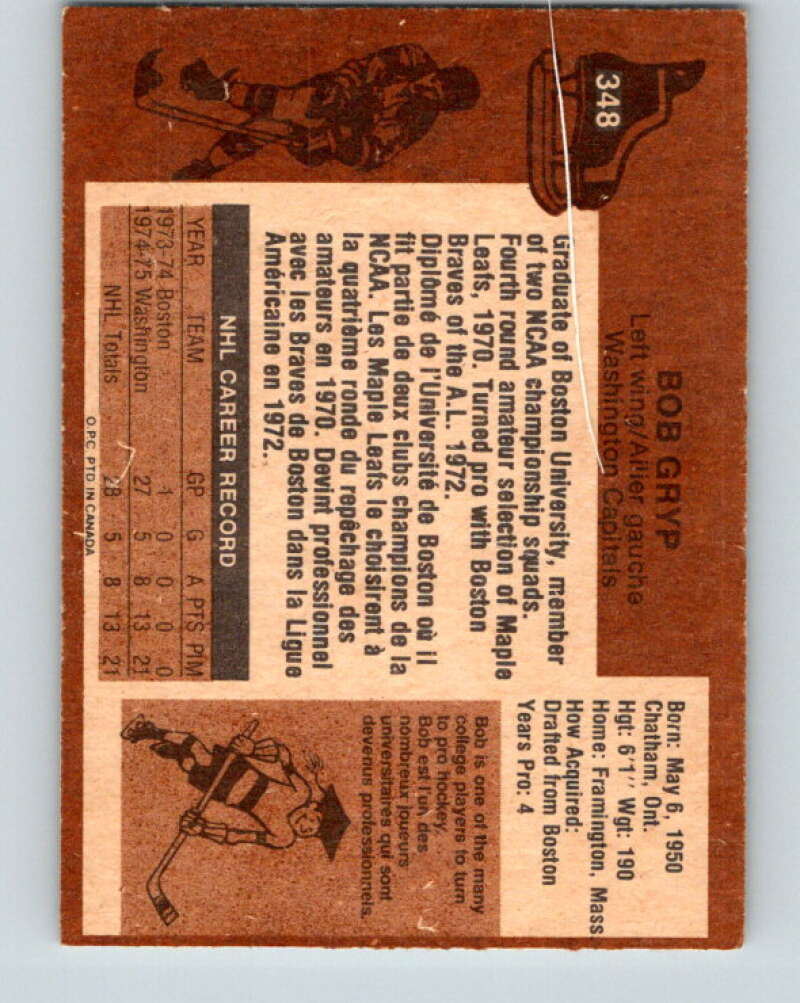 348
BOB GRYP
Left wing/Ailier gauche
Washington Capitals
Born: May 6, 1950
Chatham, Ont.
Hgt: 6'1" Wgt: 190
Home: Framington, Mass.
How Acquired:
Drafted from Boston
Years Pro: 4
Graduate of Boston University, member
of two NCAA championship squads.
Fourth round amateur selection of Maple
Leafs, 1970. Turned pro with Boston
Braves of the A.L. 1972.
Diplômé de l'Université de Boston où il
fit partie de deux clubs champions de la
NCAA. Les Maple Leafs le choisirent à
la quatrième ronde du repêchage des
amateurs en 1970. Devint professionnel
avec les Braves de Boston dans la Ligue
Américaine en 1972.
NHL CAREER RECORD
YEAR TEAM GP G A PTS PIM
1973-74 Boston 1 0 0 0 0
1974-75 Washington 27 5 8 13 21
NHL Totals 28 5 8 13 21
O.P.C. PTD. IN CANADA
Bob is one of the many
college players to turn
to pro hockey.
Bob est l'un des
nombreux joueurs
universitaires qui sont
devenus professionnels.